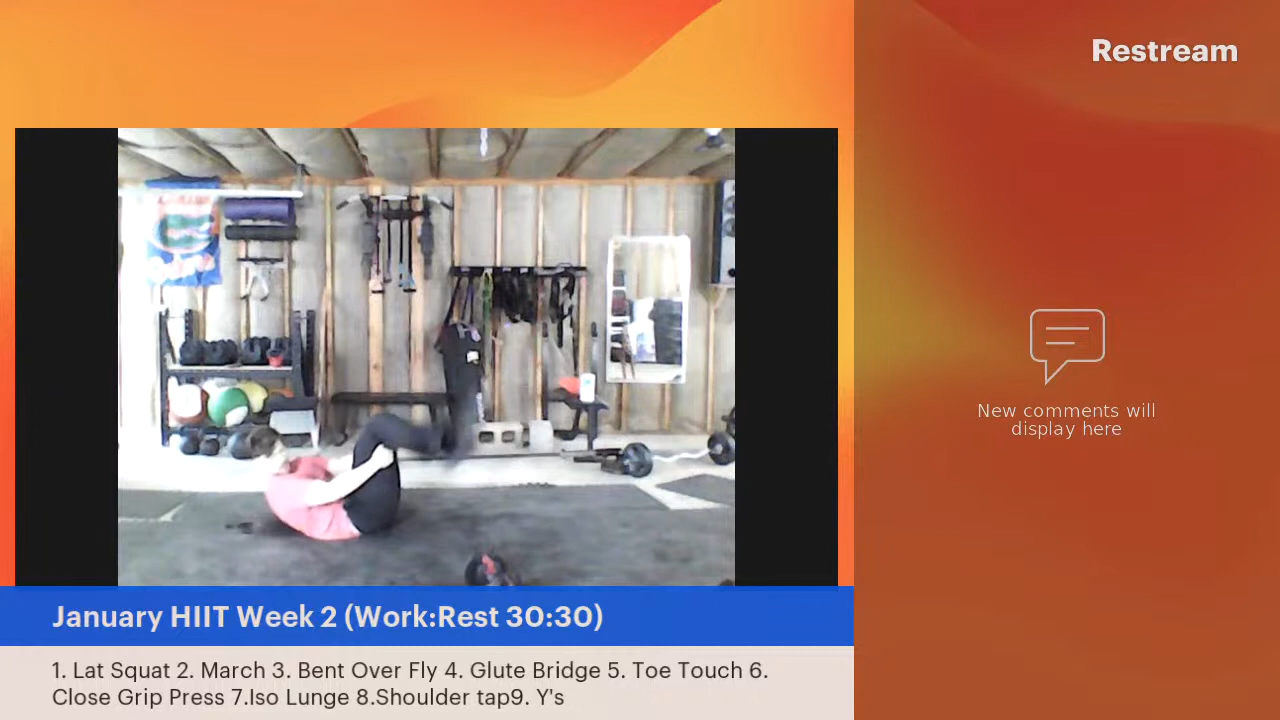 Restream
New comments will
display here
January HIIT Week 2 (Work:Rest 30:30)
1. Lat Squat 2. March 3. Bent Over Fly 4. Glute Bridge 5. Toe Touch 6.
Close Grip Press 7.Iso Lunge 8.Shoulder tap9. Y's